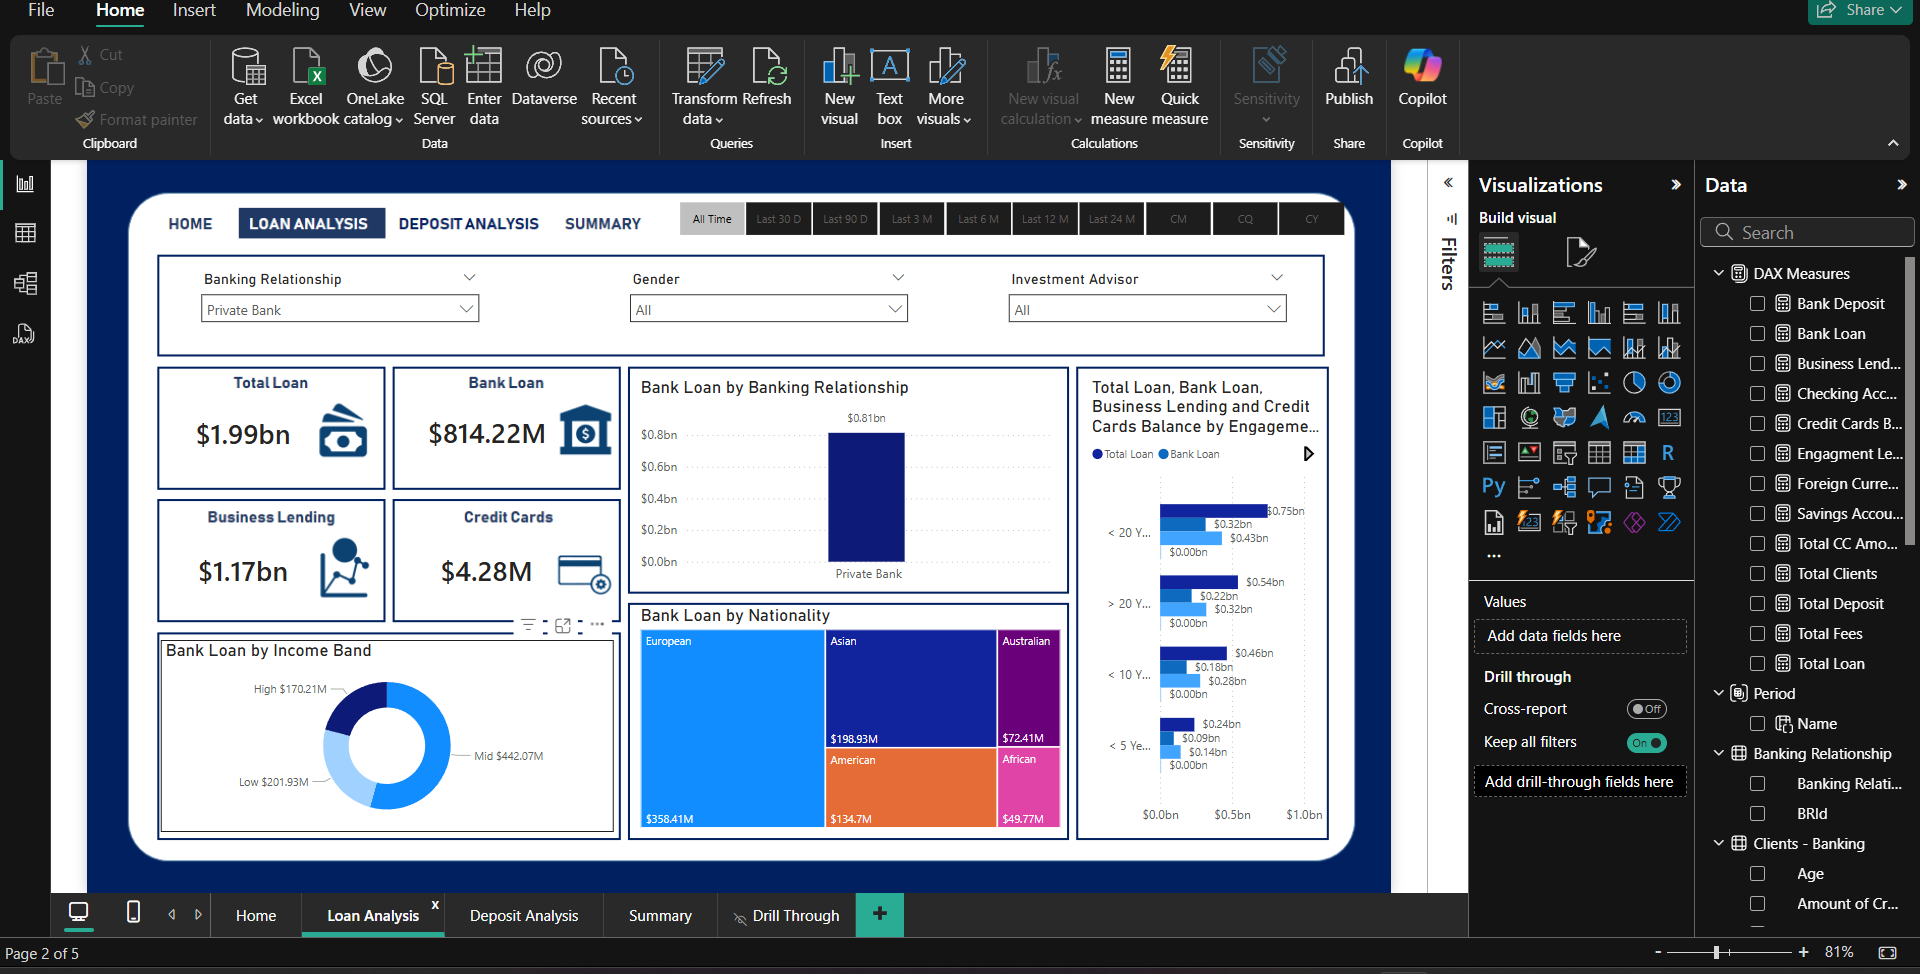 File Home Insert Modeling View Optimize Help Share
Paste
Cut
Copy
Format painter
Clipboard
Get data
Excel workbook
OneLake catalog
SQL Server
Enter data
Dataverse
Recent sources
Data
Transform data
Refresh
Queries
New visual
Text box
More visuals
Insert
New visual calculation
New measure
Quick measure
Calculations
Sensitivity
Sensitivity
Publish
Share
Copilot
Copilot
DAX
HOME LOAN ANALYSIS DEPOSIT ANALYSIS SUMMARY
All Time Last 30 D Last 90 D Last 3 M Last 6 M Last 12 M Last 24 M CM CQ CY
Banking Relationship
Private Bank
Gender
All
Investment Advisor
All
Total Loan
$1.99bn
Bank Loan
$814.22M
Business Lending
$1.17bn
Credit Cards
$4.28M
Bank Loan by Income Band
High $170.21M
Mid $442.07M
Low $201.93M
Bank Loan by Banking Relationship
$0.81bn
$0.8bn
$0.6bn
$0.4bn
$0.2bn
$0.0bn
Private Bank
Bank Loan by Nationality
European
$358.41M
Asian
$198.93M
American
$134.7M
Australian
$72.41M
African
$49.77M
Total Loan, Bank Loan,
Business Lending and Credit
Cards Balance by Engageme...
Total Loan Bank Loan
< 20 Y...
$0.75bn
$0.32bn
$0.43bn
$0.00bn
> 20 Y...
$0.54bn
$0.22bn
$0.32bn
$0.00bn
< 10 Y...
$0.46bn
$0.18bn
$0.28bn
$0.00bn
< 5 Ye...
$0.24bn
$0.09bn
$0.14bn
$0.00bn
$0.0bn $0.5bn $1.0bn
Filters
Visualizations
Build visual
123
R
Py
123
...
Values
Add data fields here
Drill through
Cross-report
Off
Keep all filters
On
Add drill-through fields here
Data
Search
DAX Measures
Bank Deposit
Bank Loan
Business Lend...
Checking Acc...
Credit Cards B...
Engagment Le...
Foreign Curre...
Savings Accou...
Total CC Amo...
Total Clients
Total Deposit
Total Fees
Total Loan
Period
Name
Banking Relationship
Banking Relati...
BRId
Clients - Banking
Age
Amount of Cr...
Home Loan Analysis x Deposit Analysis Summary Drill Through +
Page 2 of 5
- + 81%